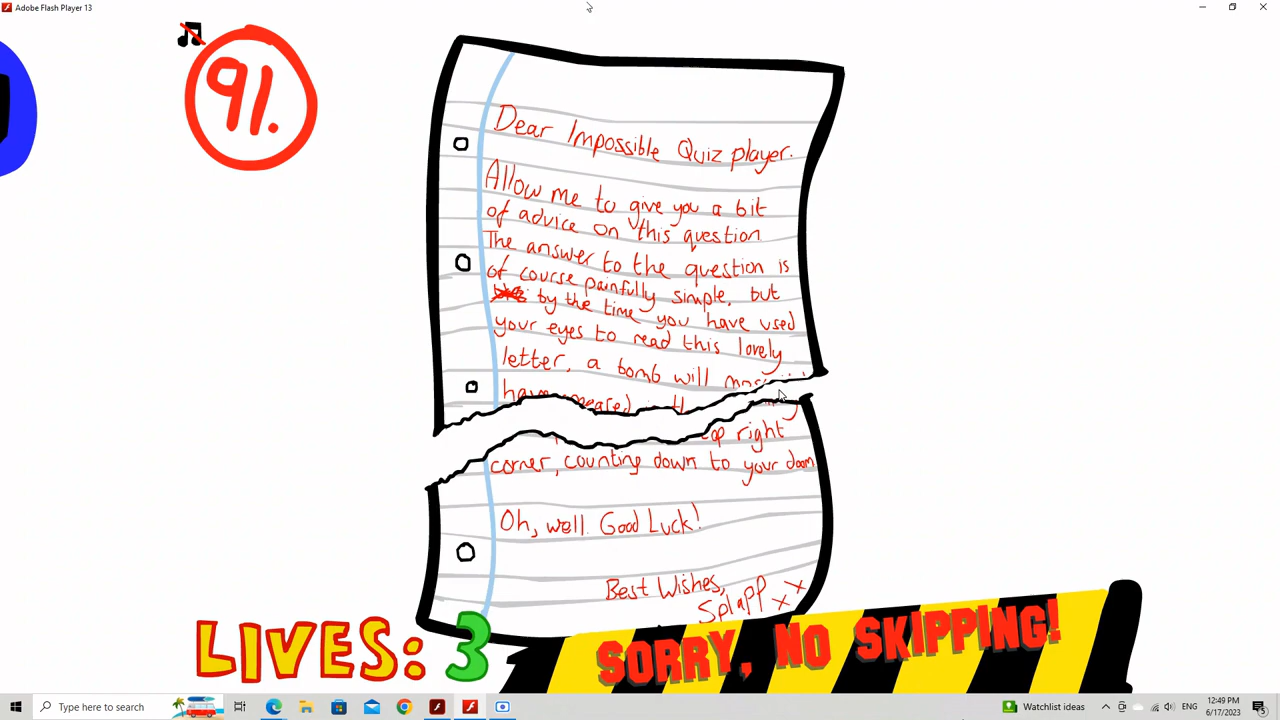 Adobe Flash Player 13
91.
Dear Impossible Quiz player.
Allow me to give you a bit
of advice on this question
The answer to the question is
of course painfully simple, but
by the time you have used
your eyes to read this lovely
letter, a bomb will
right
corner, counting down to your doom
Oh, well. Good Luck!
Best Wishes,
Splapp x x
LIVES: 3
SORRY, NO SKIPPING!
Type here to search
Watchlist ideas
ENG
12:49 PM
6/17/2023